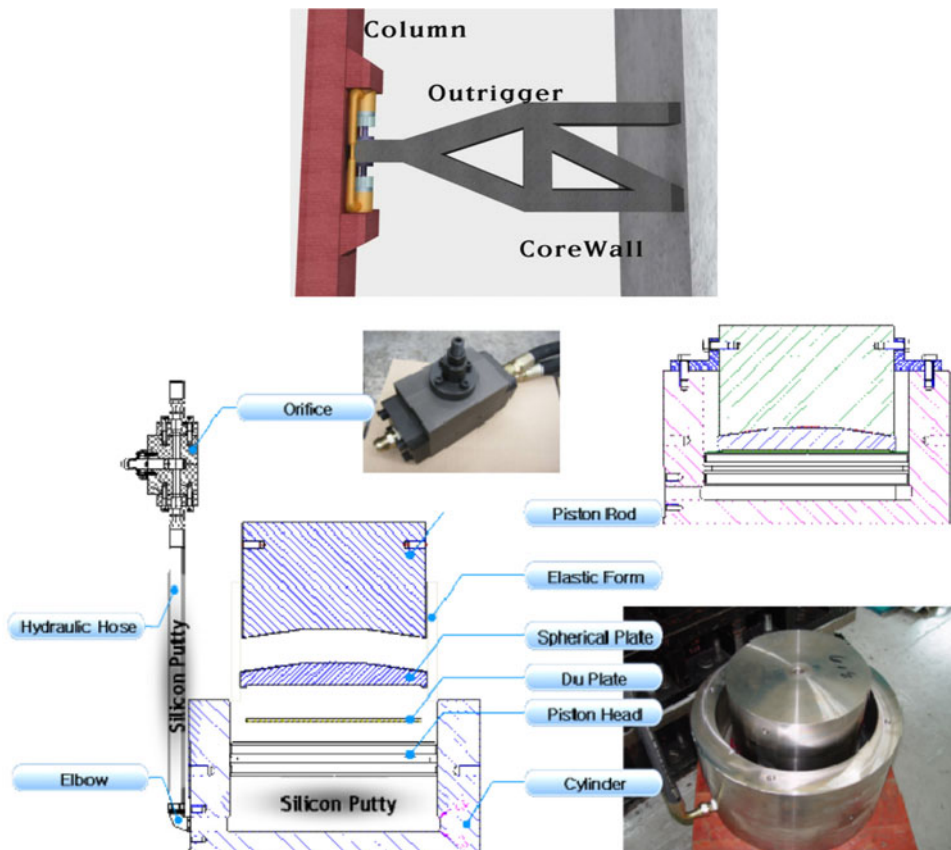 Column
Outrigger
CoreWall
Orifice
Piston Rod
Elastic Form
Hydraulic Hose
Spherical Plate
Silicon Putty
Du Plate
Piston Head
Elbow
Silicon Putty
Cylinder